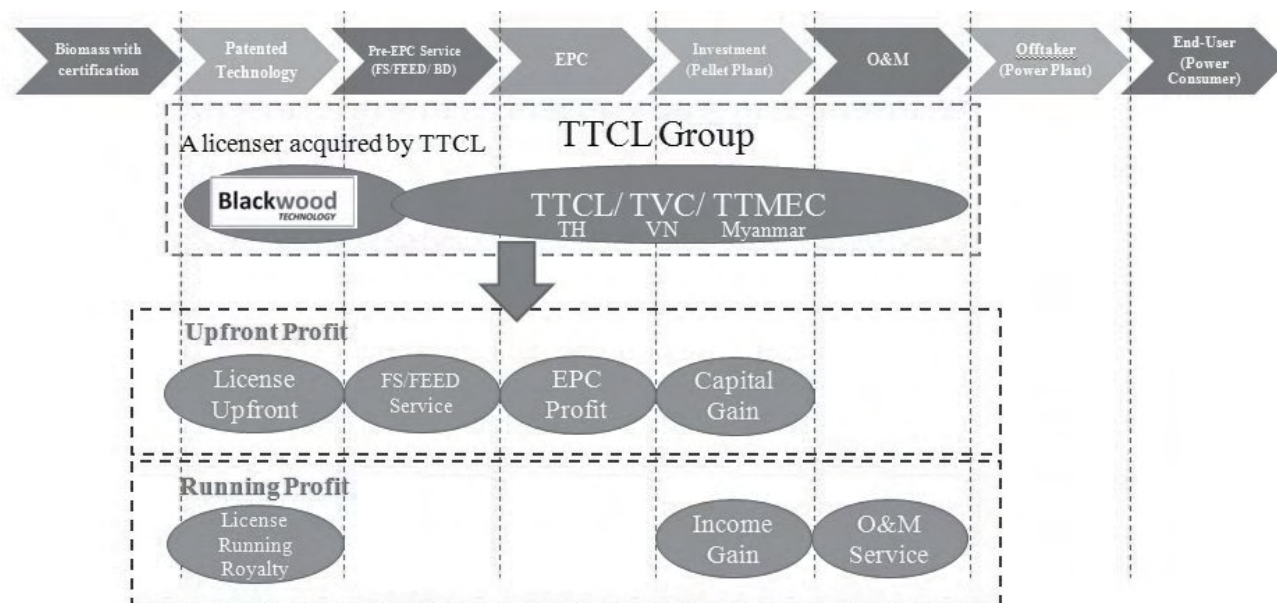 Biomass with
certification
Patented
Technology
Pre-EPC Service
(FS/FEED/ BD)
EPC
Investment
(Pellet Plant)
O&M
Offtaker
(Power Plant)
End-User
(Power
Consumer)
A licenser acquired by TTCL
TTCL Group
Blackwood
TECHNOLOGY
TTCL/ TVC/ TTMEC
TH VN Myanmar
Upfront Profit
License
Upfront
FS/FEED
Service
EPC
Profit
Capital
Gain
Running Profit
License
Running
Royalty
Income
Gain
O&M
Service